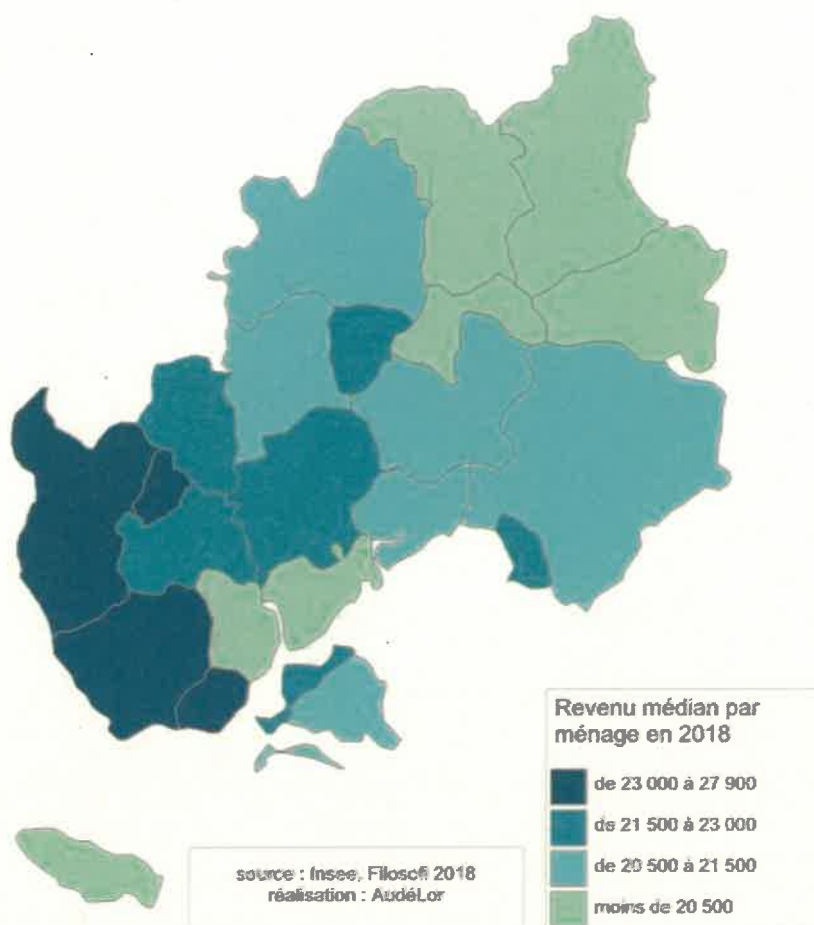 Revenu médian par
ménage en 2018
de 23 000 à 27 900
de 21 500 à 23 000
de 20 500 à 21 500
moins de 20 500
source : Insee, Filosofi 2018
réalisation : AudéLor